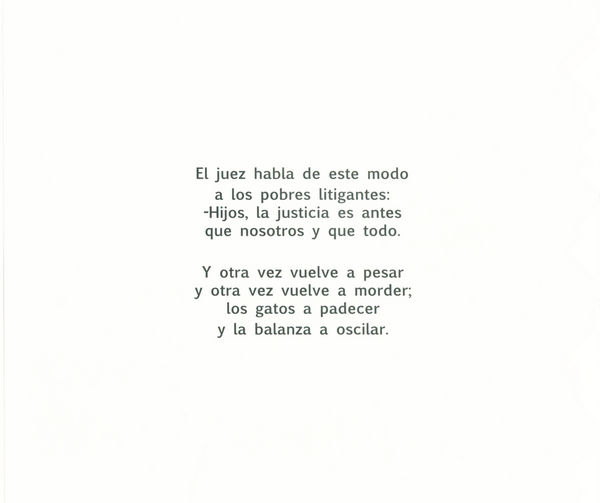 El juez habla de este modo
a los pobres litigantes:
-Hijos, la justicia es antes
que nosotros y que todo.

Y otra vez vuelve a pesar
y otra vez vuelve a morder;
los gatos a padecer
y la balanza a oscilar.